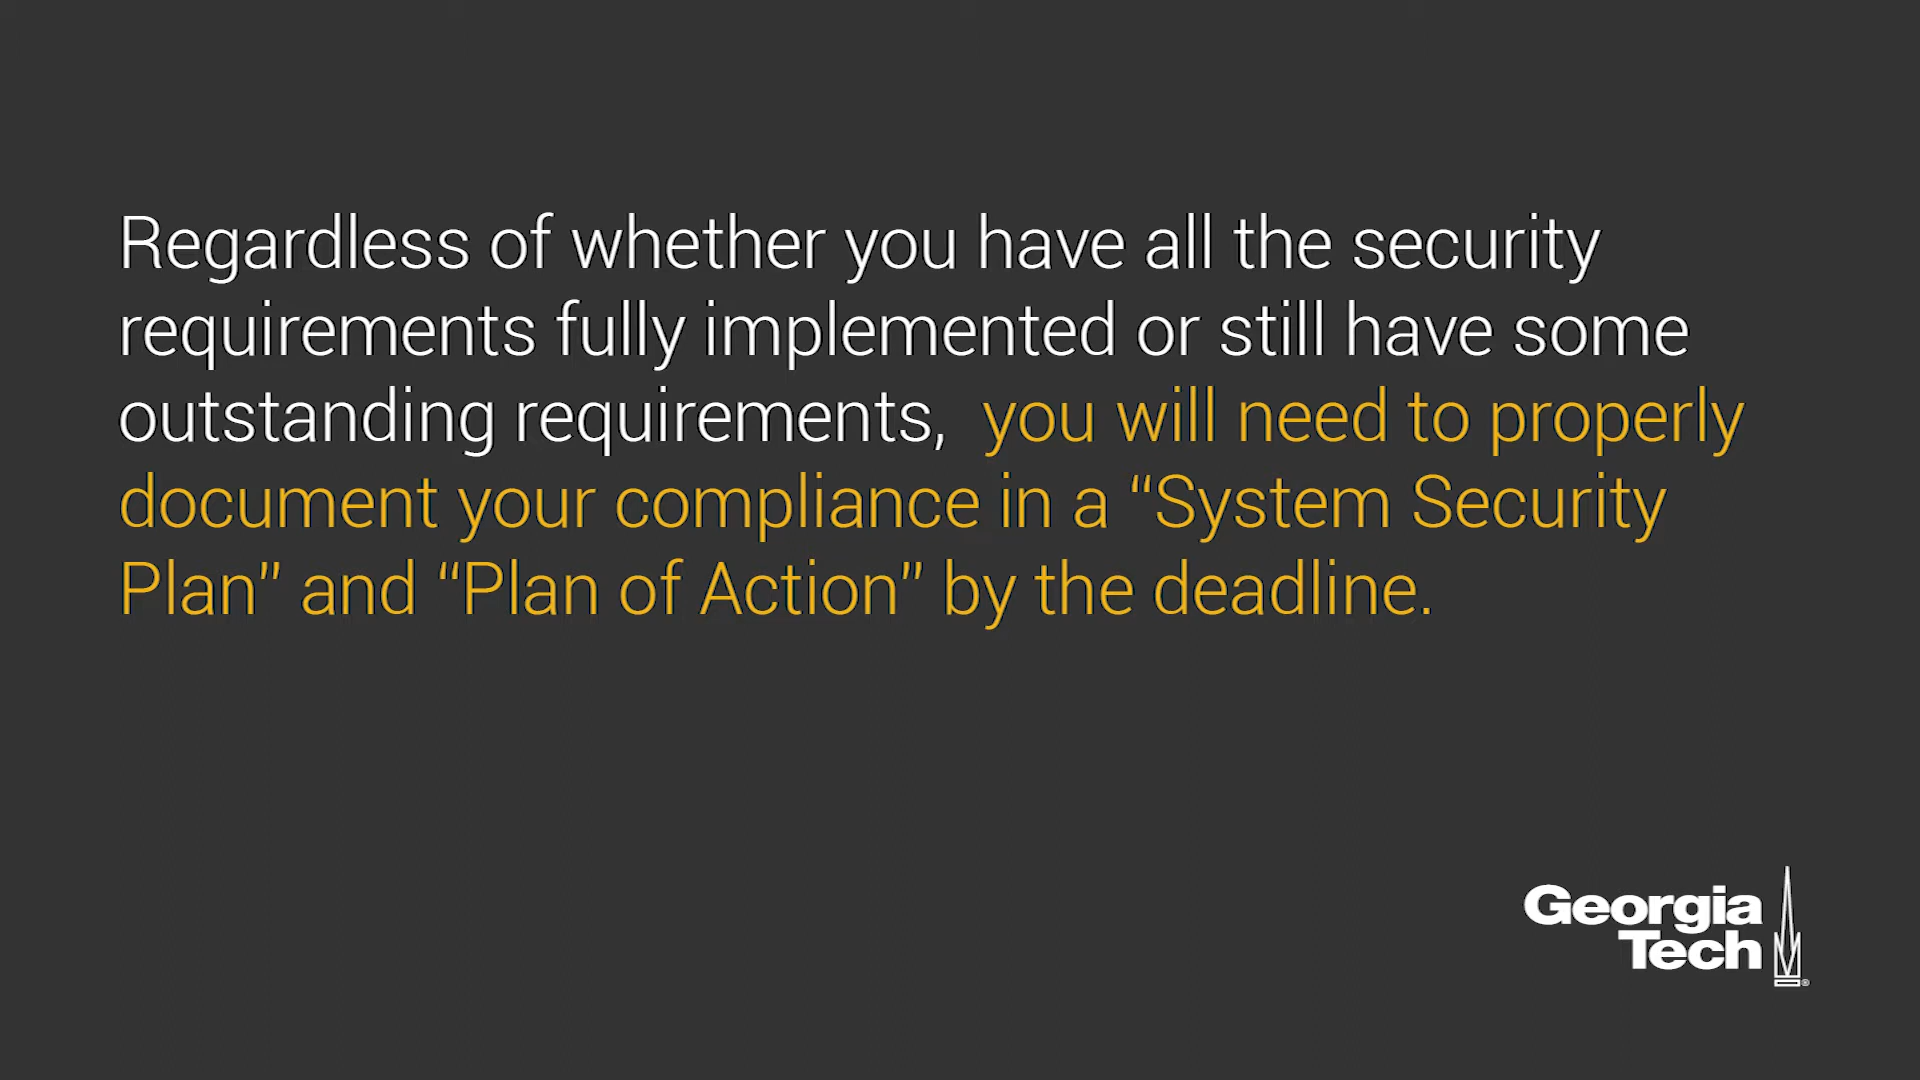 Regardless of whether you have all the security
requirements fully implemented or still have some
outstanding requirements, you will need to properly
document your compliance in a “System Security
Plan” and “Plan of Action” by the deadline.
Georgia
Tech
®